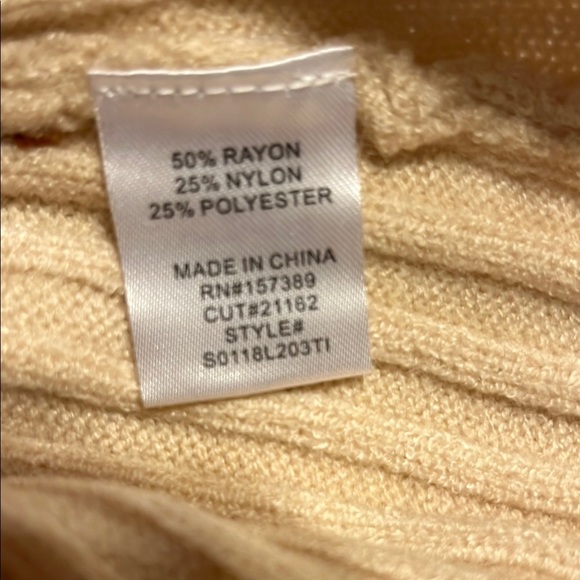 50% RAYON
25% NYLON
25% POLYESTER
MADE IN CHINA
RN#157389
CUT#21162
STYLE#
S0118L203TI